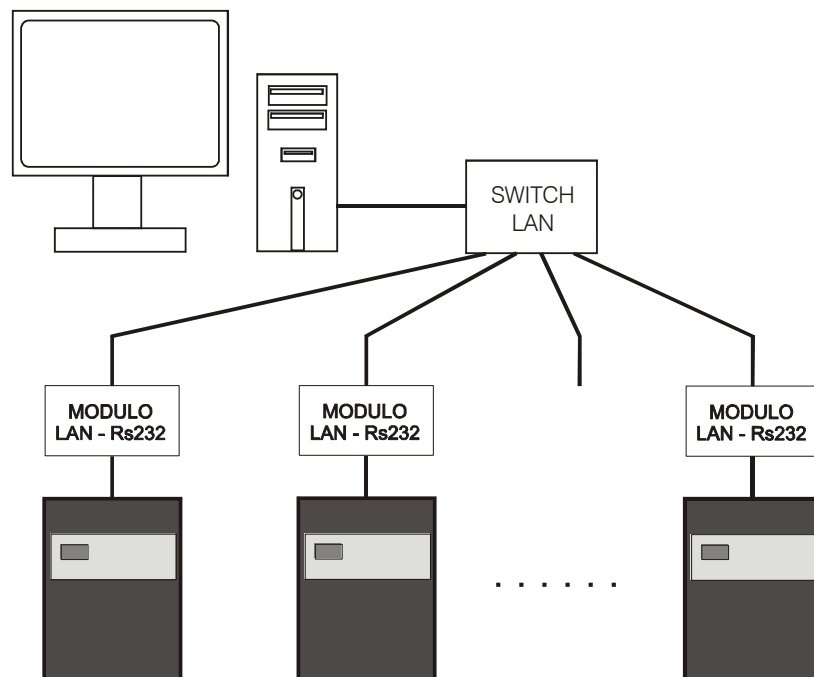 SWITCH
LAN
MODULO
LAN - Rs232
MODULO
LAN - Rs232
MODULO
LAN - Rs232
. . . . . .